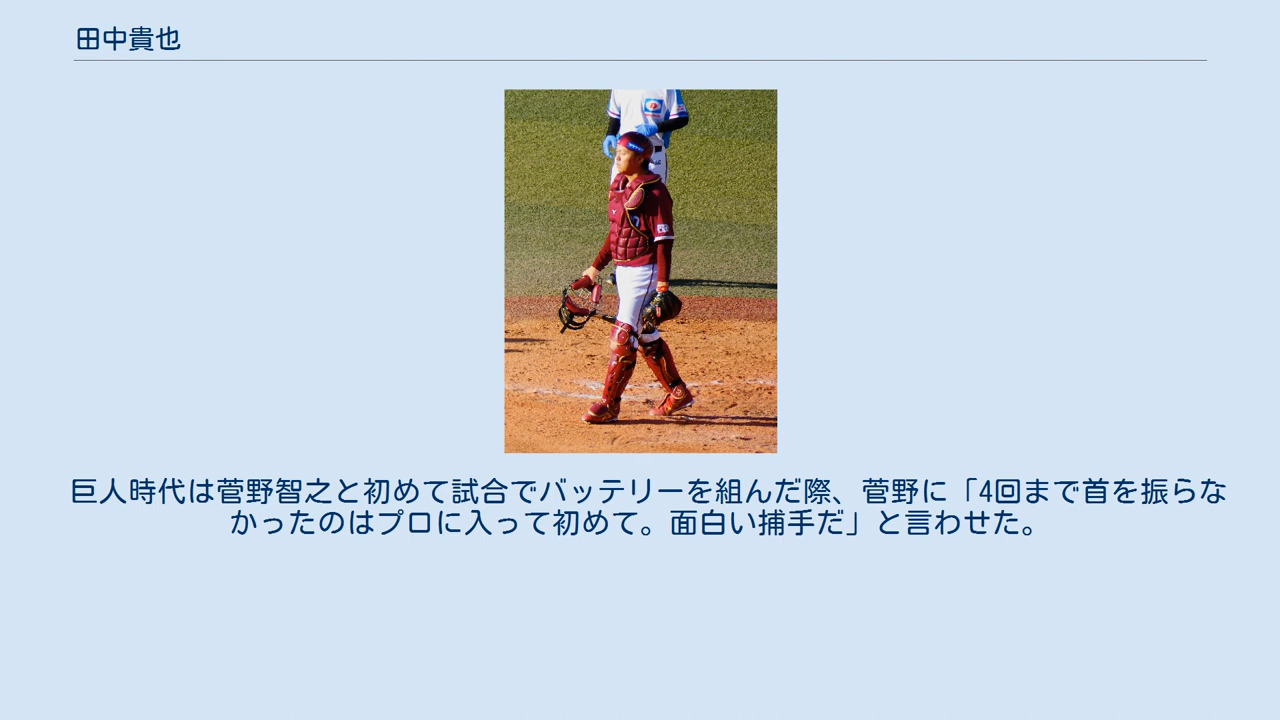 田中貴也
巨人時代は菅野智之と初めて試合でバッテリーを組んだ際、菅野に「4回まで首を振らな
かったのはプロに入って初めて。面白い捕手だ」と言わせた。